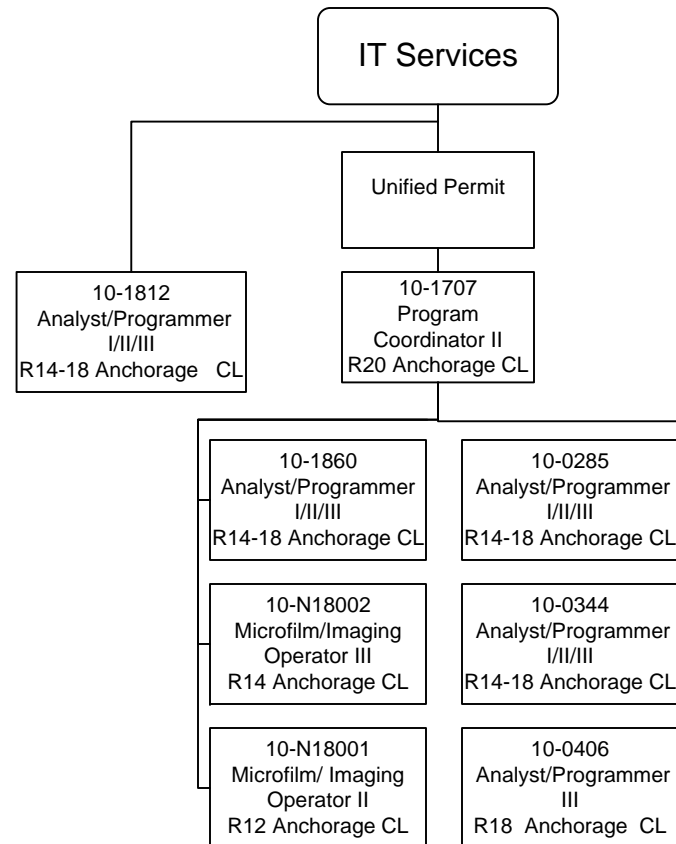 IT Services
Unified Permit
10-1812
Analyst/Programmer
I/II/III
R14-18 Anchorage CL
10-1707
Program
Coordinator II
R20 Anchorage CL
10-1860
Analyst/Programmer
I/II/III
R14-18 Anchorage CL
10-0285
Analyst/Programmer
I/II/III
R14-18 Anchorage CL
10-N18002
Microfilm/Imaging
Operator III
R14 Anchorage CL
10-0344
Analyst/Programmer
I/II/III
R14-18 Anchorage CL
10-N18001
Microfilm/ Imaging
Operator II
R12 Anchorage CL
10-0406
Analyst/Programmer
III
R18 Anchorage CL